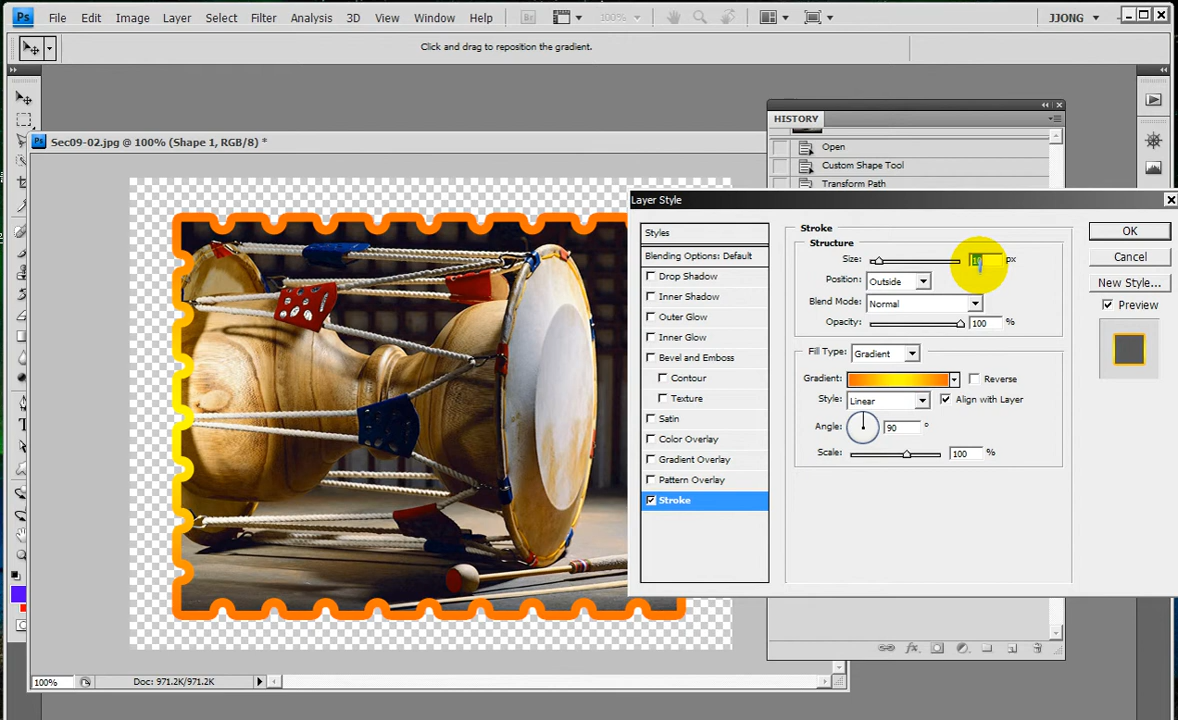 Ps File Edit Image Layer Select Filter Analysis 3D View Window Help Br 100% JJONG
Click and drag to reposition the gradient.
HISTORY
Ps Sec09-02.jpg @ 100% (Shape 1, RGB/8) *
Open
Custom Shape Tool
Transform Path
Layer Style
Styles
Blending Options: Default
Drop Shadow
Inner Shadow
Outer Glow
Inner Glow
Bevel and Emboss
Contour
Texture
Satin
Color Overlay
Gradient Overlay
Pattern Overlay
Stroke
Stroke
Structure
Size: 10 px
Position: Outside
Blend Mode: Normal
Opacity: 100 %
Fill Type: Gradient
Gradient: Reverse
Style: Linear Align with Layer
Angle: 90 °
Scale: 100 %
OK
Cancel
New Style...
Preview
fx
100% Doc: 971.2K/971.2K